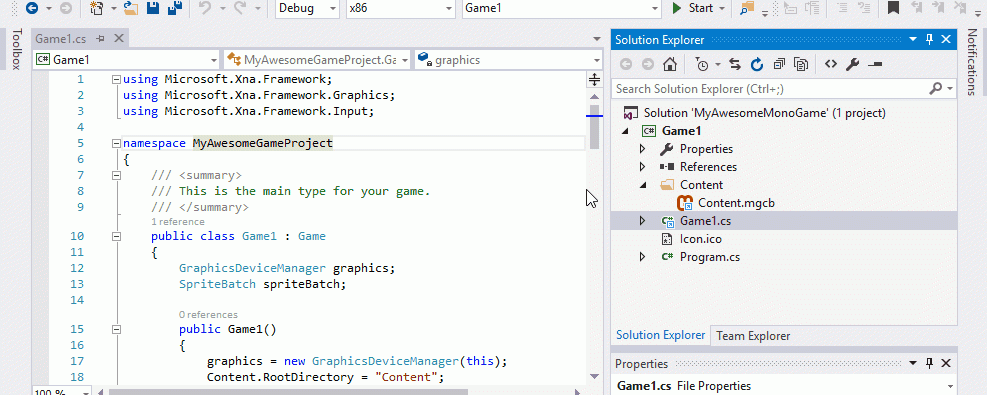 Debug x86 Game1 Start
Toolbox
Game1.cs
Game1 MyAwesomeGameProject.Ga graphics
1 using Microsoft.Xna.Framework;
2 using Microsoft.Xna.Framework.Graphics;
3 using Microsoft.Xna.Framework.Input;
4
5 namespace MyAwesomeGameProject
6 {
7 /// <summary>
8 /// This is the main type for your game.
9 /// </summary>
1 reference
10 public class Game1 : Game
11 {
12 GraphicsDeviceManager graphics;
13 SpriteBatch spriteBatch;
14
0 references
15 public Game1()
16 {
17 graphics = new GraphicsDeviceManager(this);
18 Content.RootDirectory = "Content";
100 %
Solution Explorer
Search Solution Explorer (Ctrl+;)
Solution 'MyAwesomeMonoGame' (1 project)
Game1
Properties
References
Content
Content.mgcb
Game1.cs
Icon.ico
Program.cs
Solution Explorer Team Explorer
Properties
Game1.cs File Properties
Notifications